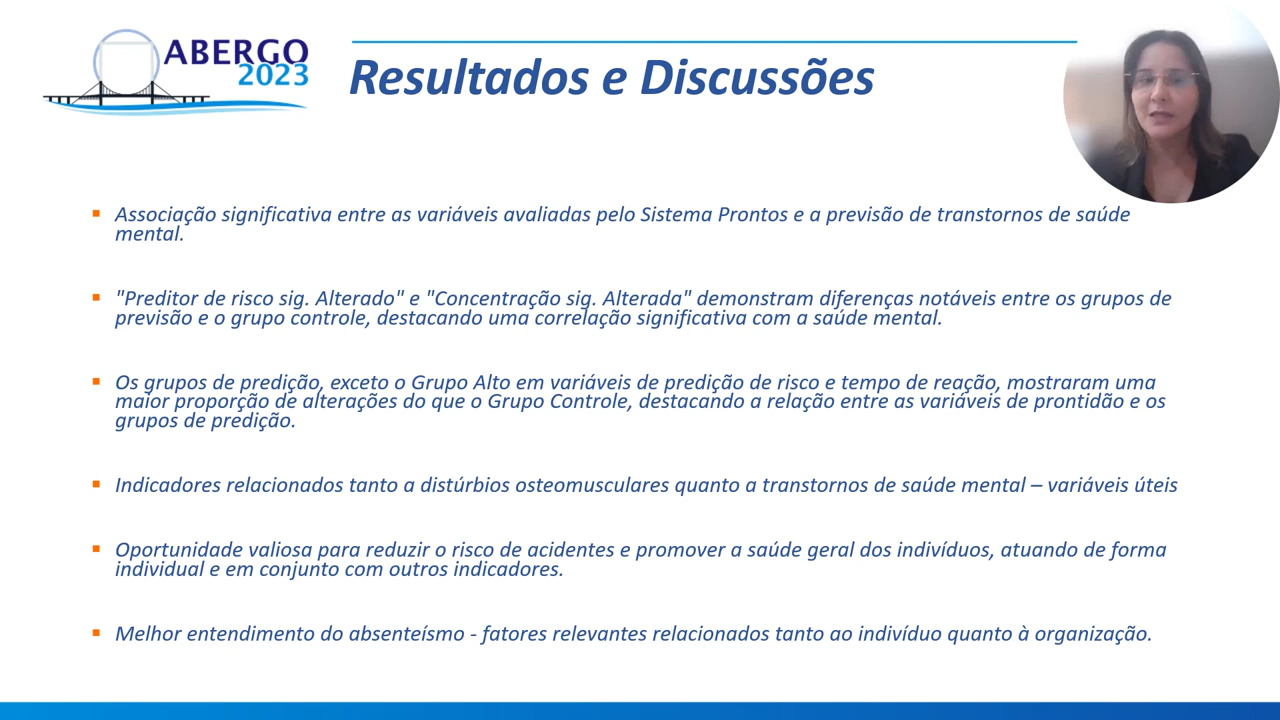 ABERGO
2023
Resultados e Discussões
Associação significativa entre as variáveis avaliadas pelo Sistema Prontos e a previsão de transtornos de saúde
mental.
"Preditor de risco sig. Alterado" e "Concentração sig. Alterada" demonstram diferenças notáveis entre os grupos de
previsão e o grupo controle, destacando uma correlação significativa com a saúde mental.
Os grupos de predição, exceto o Grupo Alto em variáveis de predição de risco e tempo de reação, mostraram uma
maior proporção de alterações do que o Grupo Controle, destacando a relação entre as variáveis de prontidão e os
grupos de predição.
Indicadores relacionados tanto a distúrbios osteomusculares quanto a transtornos de saúde mental – variáveis úteis
Oportunidade valiosa para reduzir o risco de acidentes e promover a saúde geral dos indivíduos, atuando de forma
individual e em conjunto com outros indicadores.
Melhor entendimento do absenteísmo - fatores relevantes relacionados tanto ao indivíduo quanto à organização.